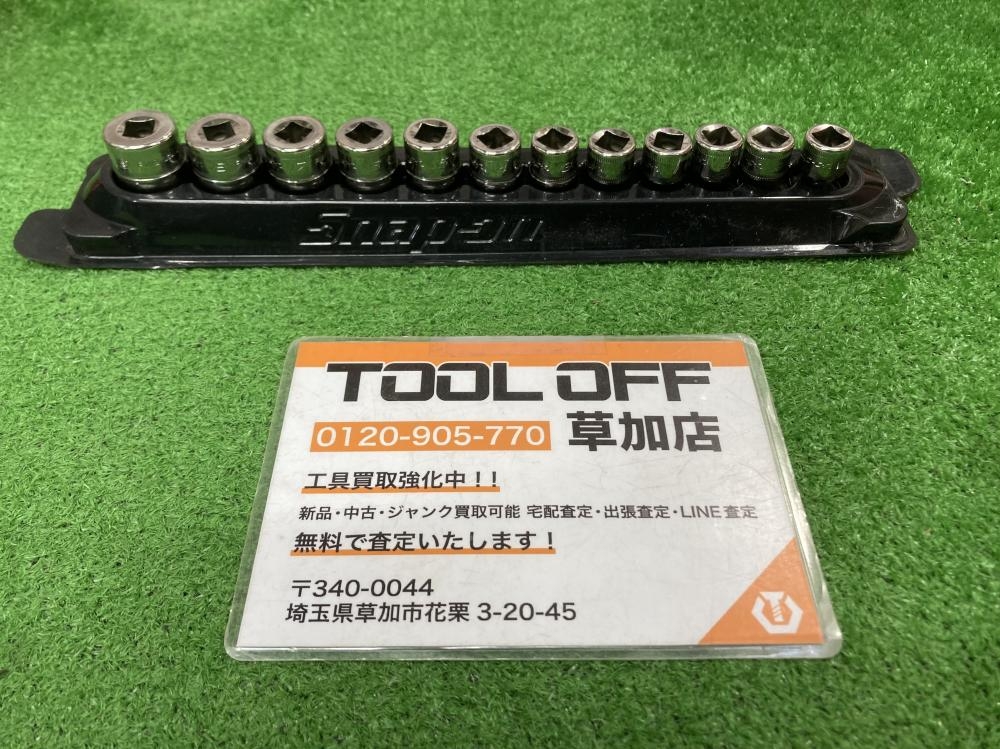 Snap-on
TOOL OFF
0120-905-770 草加店
工具買取強化中！！
新品・中古・ジャンク買取可能 宅配査定・出張査定・LINE査定
無料で査定いたします！
〒340-0044
埼玉県草加市花栗 3-20-45